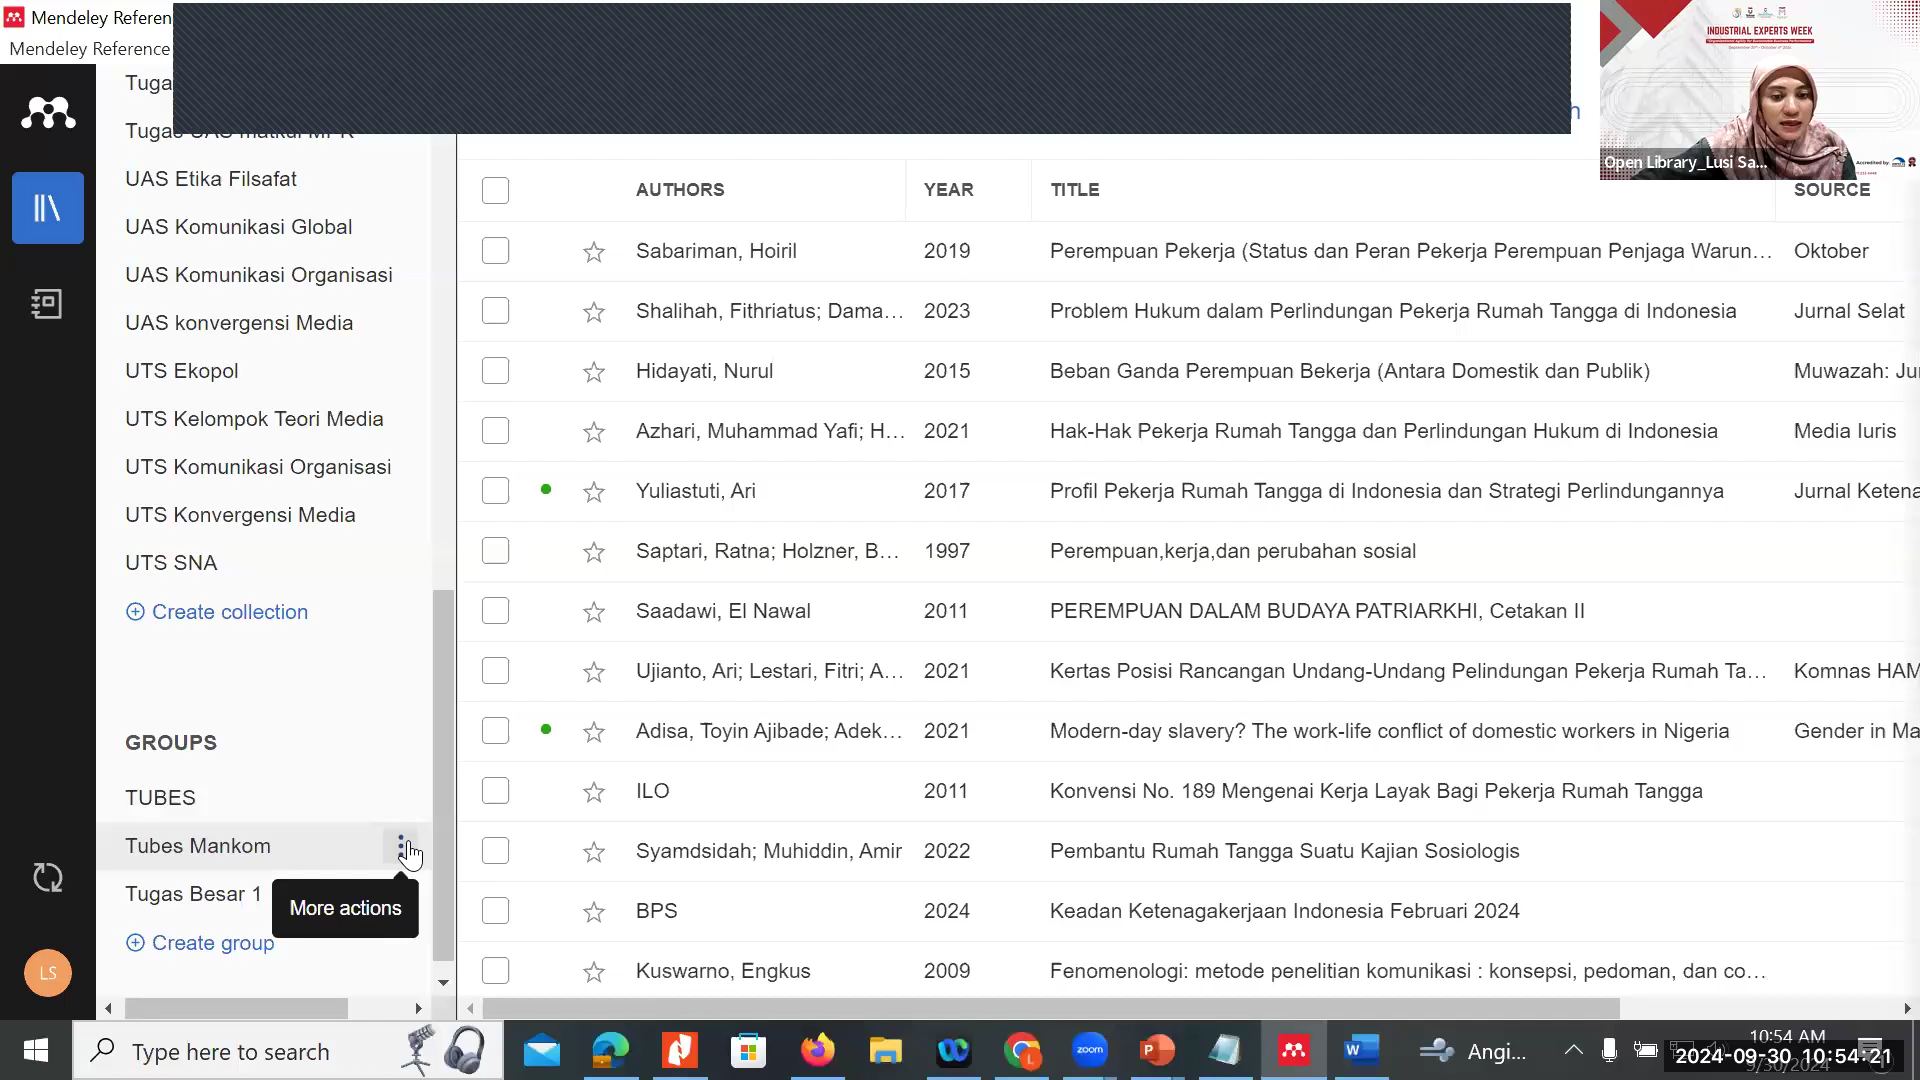 Mendeley Referen
Mendeley Reference
INDUSTRIAL EXPERTS WEEK
Accredited by:
Open Library_Lusi Sa...
Tuga
Tugas UAS matkul MPK
UAS Etika Filsafat
UAS Komunikasi Global
UAS Komunikasi Organisasi
UAS konvergensi Media
UTS Ekopol
UTS Kelompok Teori Media
UTS Komunikasi Organisasi
UTS Konvergensi Media
UTS SNA
Create collection
GROUPS
TUBES
Tubes Mankom
Tugas Besar 1
More actions
Create group
LS
AUTHORS YEAR TITLE SOURCE
Sabariman, Hoiril 2019 Perempuan Pekerja (Status dan Peran Pekerja Perempuan Penjaga Warun... Oktober
Shalihah, Fithriatus; Dama... 2023 Problem Hukum dalam Perlindungan Pekerja Rumah Tangga di Indonesia Jurnal Selat
Hidayati, Nurul 2015 Beban Ganda Perempuan Bekerja (Antara Domestik dan Publik) Muwazah: Ju
Azhari, Muhammad Yafi; H... 2021 Hak-Hak Pekerja Rumah Tangga dan Perlindungan Hukum di Indonesia Media Iuris
Yuliastuti, Ari 2017 Profil Pekerja Rumah Tangga di Indonesia dan Strategi Perlindungannya Jurnal Ketena
Saptari, Ratna; Holzner, B... 1997 Perempuan,kerja,dan perubahan sosial
Saadawi, El Nawal 2011 PEREMPUAN DALAM BUDAYA PATRIARKHI, Cetakan II
Ujianto, Ari; Lestari, Fitri; A... 2021 Kertas Posisi Rancangan Undang-Undang Pelindungan Pekerja Rumah Ta... Komnas HAM
Adisa, Toyin Ajibade; Adek... 2021 Modern-day slavery? The work-life conflict of domestic workers in Nigeria Gender in Ma
ILO 2011 Konvensi No. 189 Mengenai Kerja Layak Bagi Pekerja Rumah Tangga
Syamdsidah; Muhiddin, Amir 2022 Pembantu Rumah Tangga Suatu Kajian Sosiologis
BPS 2024 Keadan Ketenagakerjaan Indonesia Februari 2024
Kuswarno, Engkus 2009 Fenomenologi: metode penelitian komunikasi : konsepsi, pedoman, dan co...
Type here to search
zoom
Angi...
10:54 AM
2024-09-30 10:54:21
9/30/2024